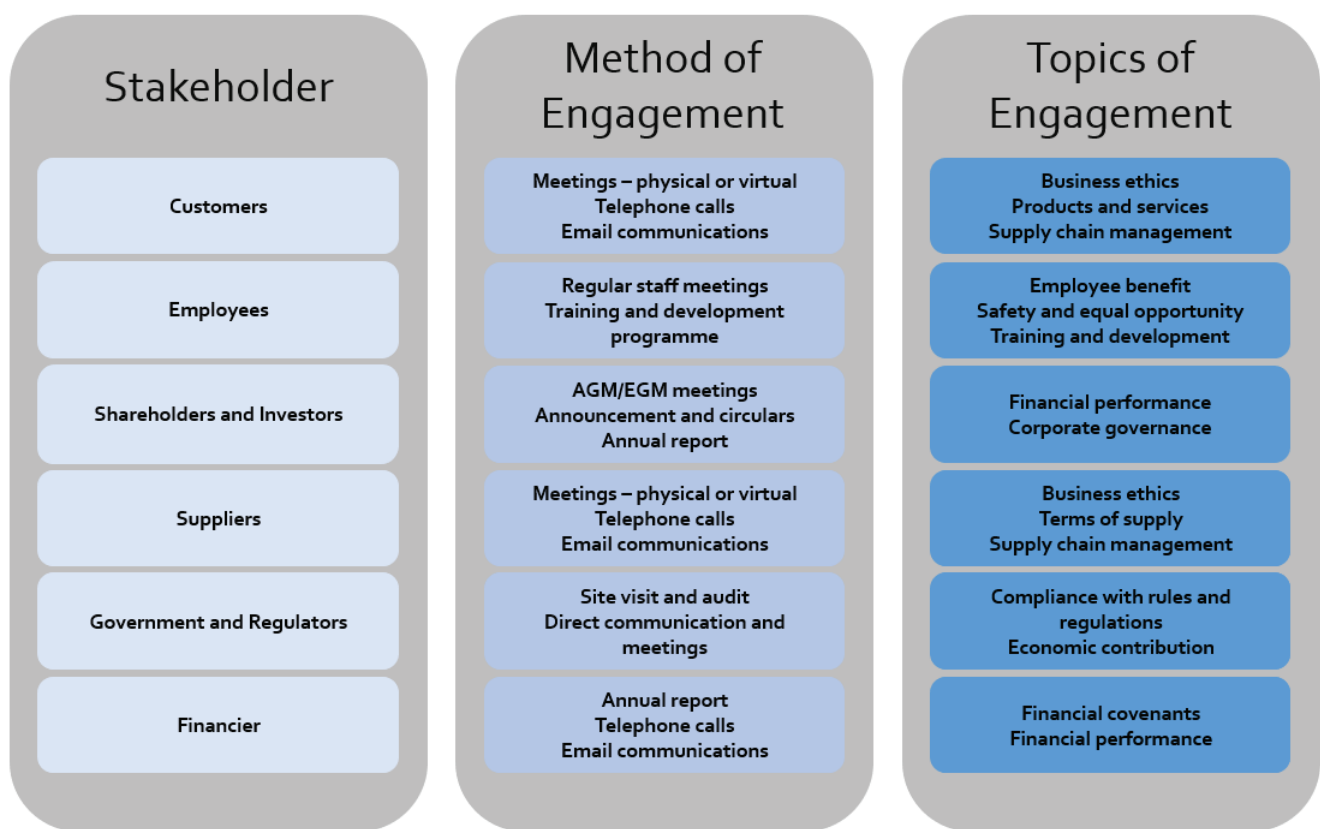 Stakeholder
Method of
Engagement
Topics of
Engagement
Customers
Meetings – physical or virtual
Telephone calls
Email communications
Business ethics
Products and services
Supply chain management
Employees
Regular staff meetings
Training and development
programme
Employee benefit
Safety and equal opportunity
Training and development
Shareholders and Investors
AGM/EGM meetings
Announcement and circulars
Annual report
Financial performance
Corporate governance
Suppliers
Meetings – physical or virtual
Telephone calls
Email communications
Business ethics
Terms of supply
Supply chain management
Government and Regulators
Site visit and audit
Direct communication and
meetings
Compliance with rules and
regulations
Economic contribution
Financier
Annual report
Telephone calls
Email communications
Financial covenants
Financial performance